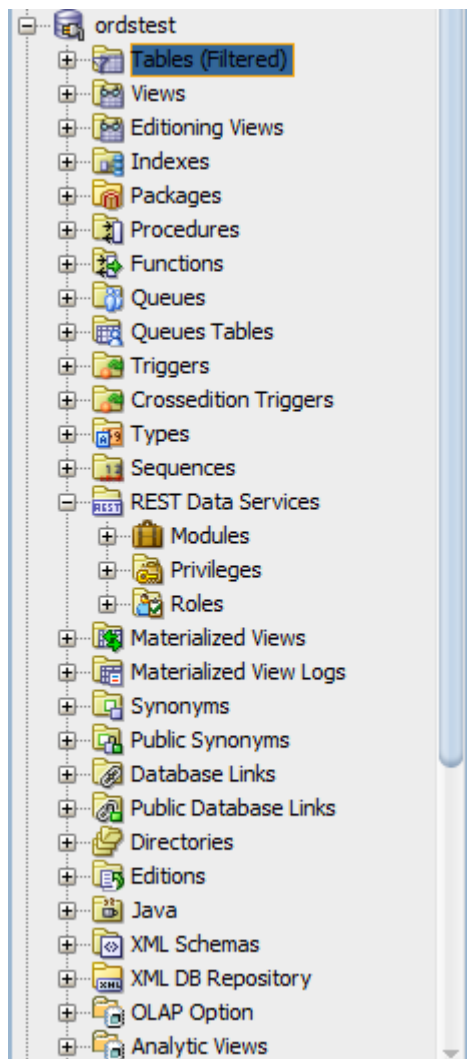 ordstest
Tables (Filtered)
Views
Editioning Views
Indexes
Packages
Procedures
Functions
Queues
Queues Tables
Triggers
Crossedition Triggers
Types
Sequences
REST Data Services
Modules
Privileges
Roles
Materialized Views
Materialized View Logs
Synonyms
Public Synonyms
Database Links
Public Database Links
Directories
Editions
Java
XML Schemas
XML DB Repository
OLAP Option
Analytic Views